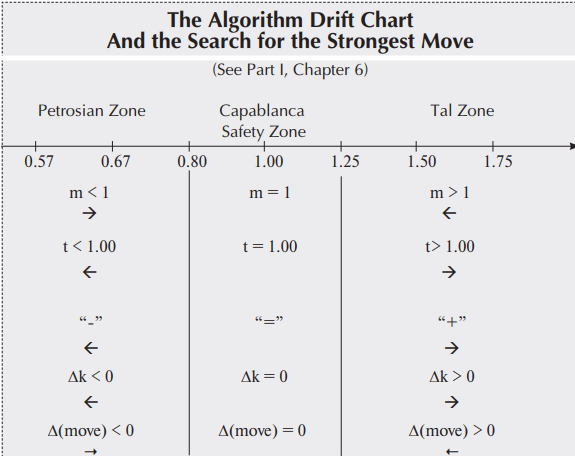 The Algorithm Drift Chart
And the Search for the Strongest Move
(See Part I, Chapter 6)
Petrosian Zone Capablanca Safety Zone Tal Zone
0.57 0.67 0.80 1.00 1.25 1.50 1.75
m < 1 m = 1 m > 1
→ ←
t < 1.00 t = 1.00 t> 1.00
← →
“-” “=” “+”
← →
Δk < 0 Δk = 0 Δk > 0
← →
Δ(move) < 0 Δ(move) = 0 Δ(move) > 0
→ ←